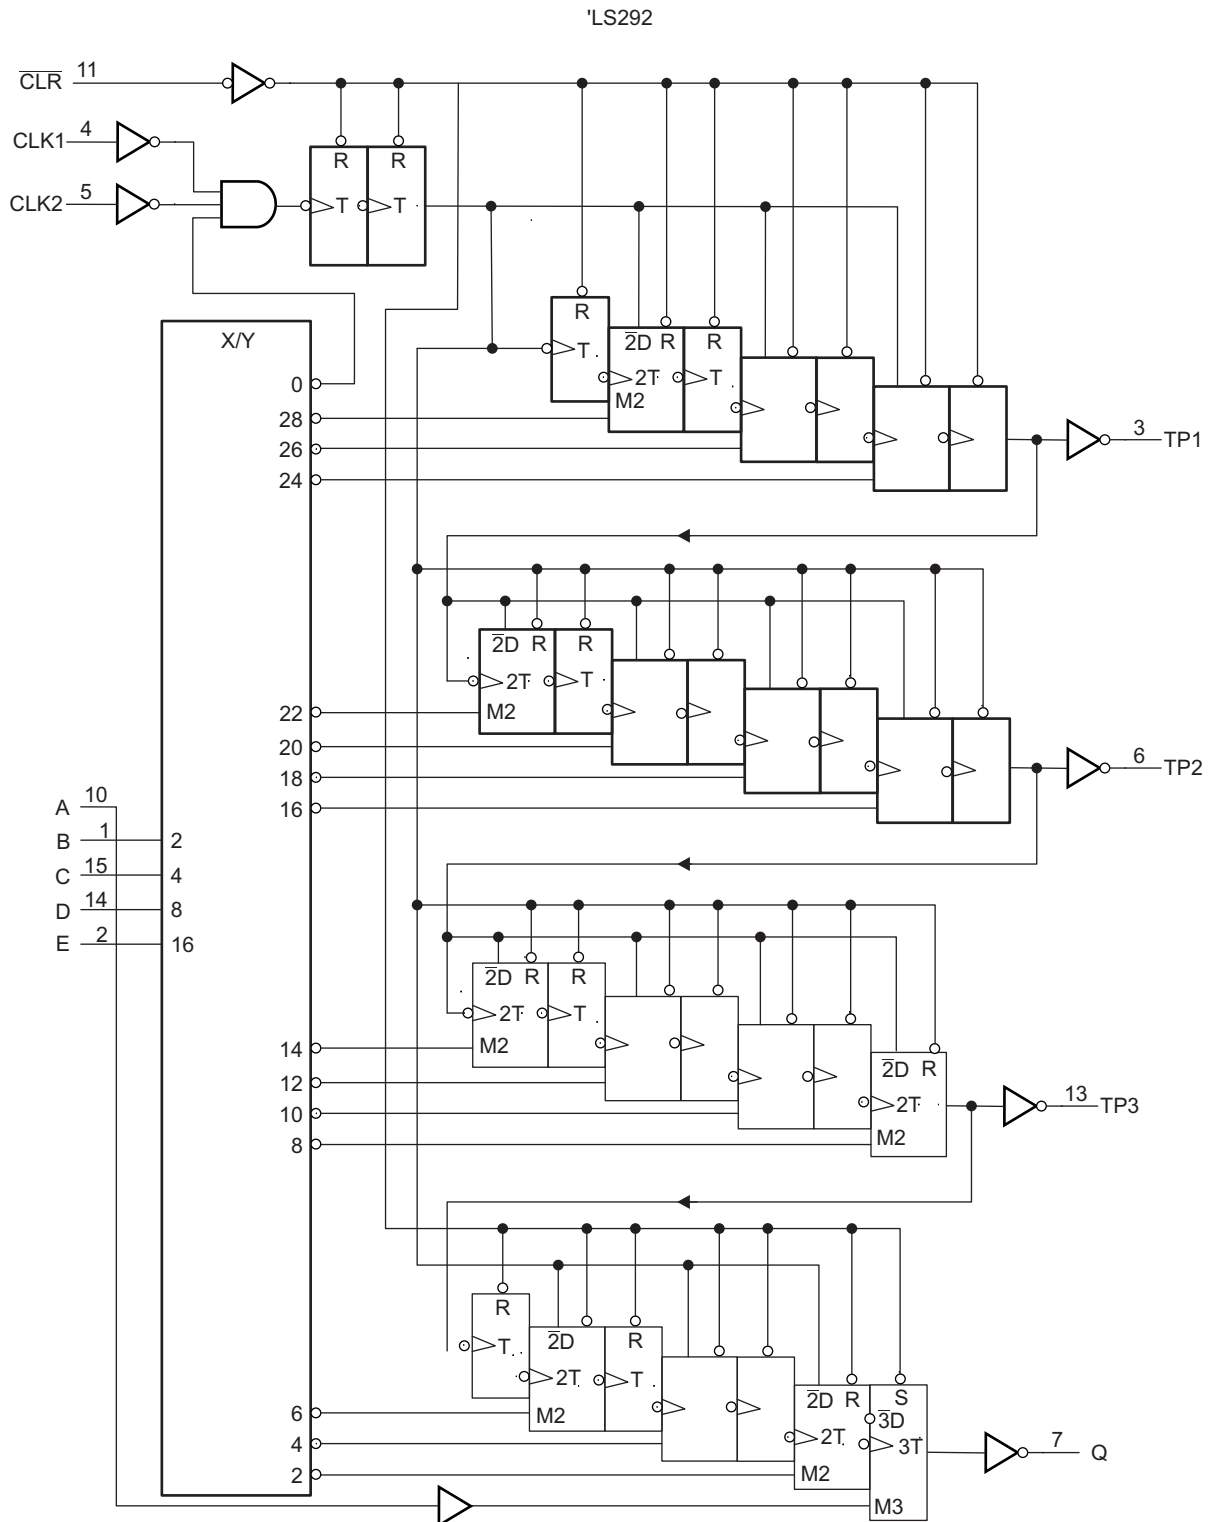 'LS292
CLR 11
CLK1 4
CLK2 5
R R
T T
X/Y
0
28
26
24
R
T
2D R R
2T T
M2
3 TP1
2D R R
2T T
M2
22
20
18
16
6 TP2
A 10
B 1 2
C 15 4
D 14 8
E 2 16
2D R R
2T T
M2
14
12
10
8
2D R
2T
M2
13 TP3
R
T
2D R
2T T
M2
6
4
2
2D R S
3D
2T 3T
M2
M3
7 Q